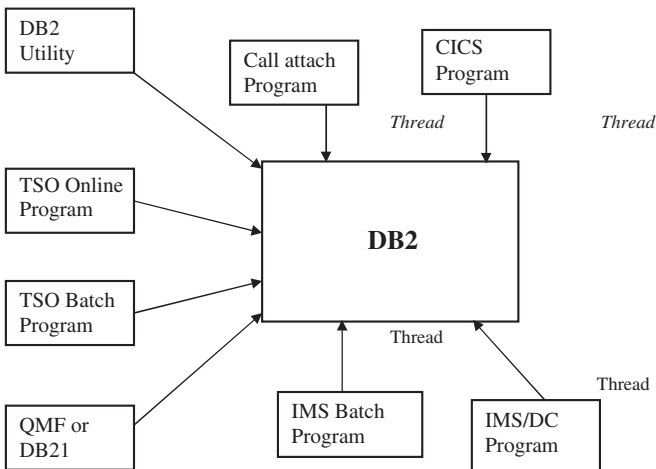 DB2
Utility
Call attach
Program
CICS
Program
Thread
Thread
TSO Online
Program
DB2
TSO Batch
Program
Thread
Thread
QMF or
DB21
IMS Batch
Program
IMS/DC
Program